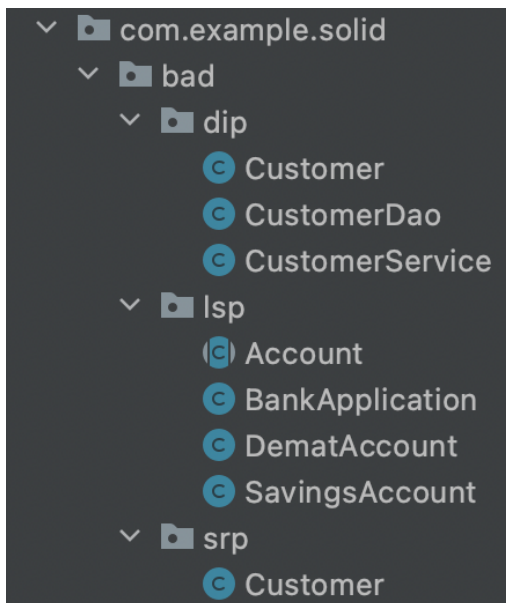 com.example.solid
bad
dip
C Customer
C CustomerDao
C CustomerService
lsp
C Account
C BankApplication
C DematAccount
C SavingsAccount
srp
C Customer